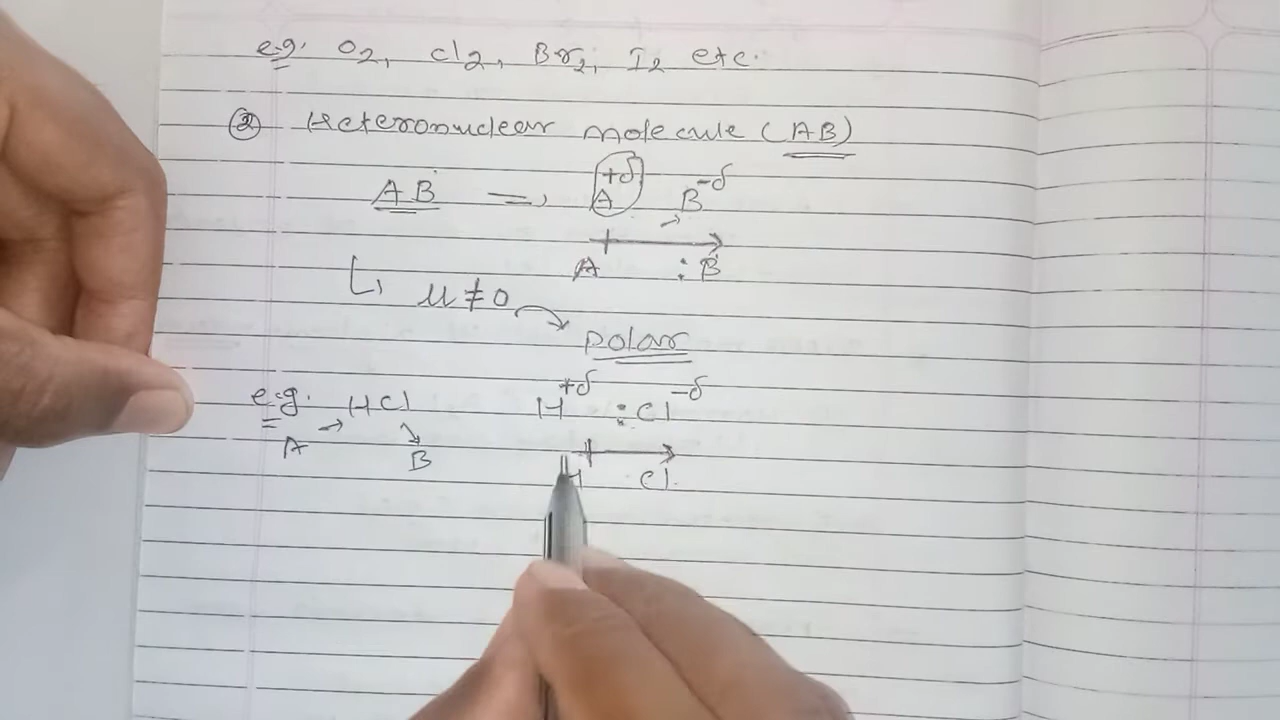 e.g. O2, Cl2, Br2, I2 etc.
② Heteronuclear molecule (AB)
AB ⇒, A+δ B-δ
A :B
↳ μ≠0
polar
e.g. HCl H+δ :Cl-δ
A B
H Cl